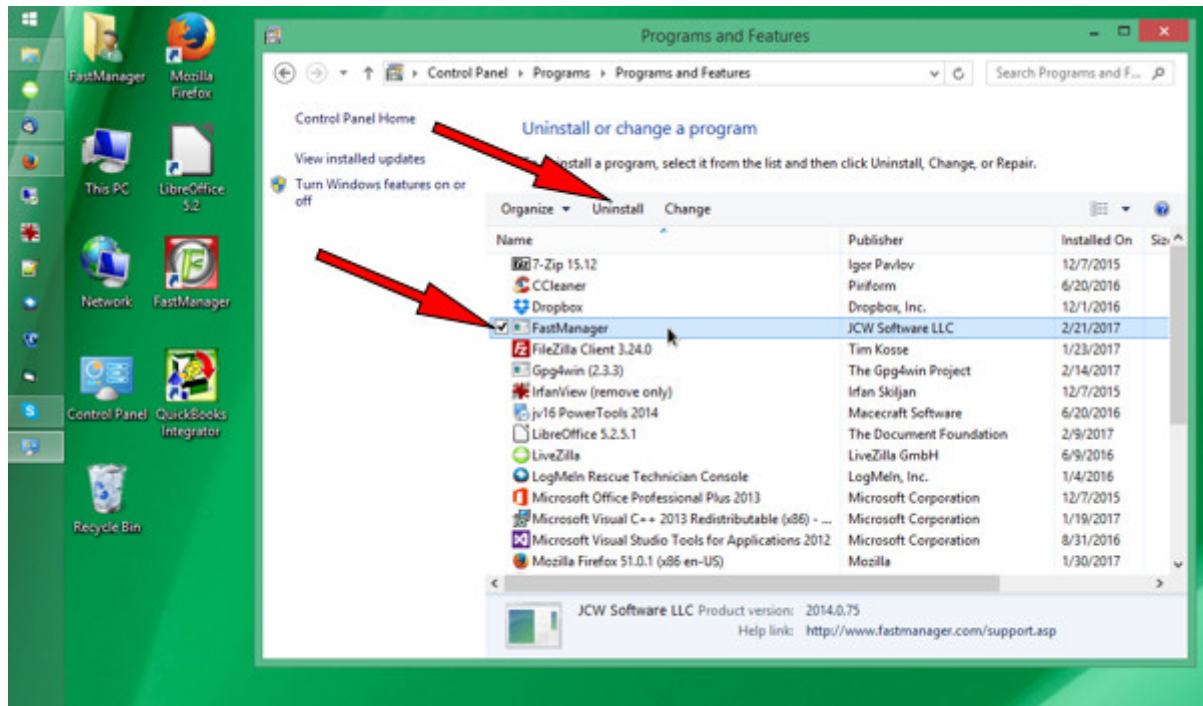 Programs and Features
Control Panel Programs Programs and Features
Search Programs and F...
FastManager
Mozilla
Firefox
This PC
LibreOffice
5.2
Network
FastManager
Control Panel
QuickBooks
Integrator
Recycle Bin
Control Panel Home
View installed updates
Turn Windows features on or
off
Uninstall or change a program
install a program, select it from the list and then click Uninstall, Change, or Repair.
Organize Uninstall Change
Name Publisher Installed On
7-Zip 15.12 Igor Pavlov 12/7/2015
CCleaner Piriform 6/20/2016
Dropbox Dropbox, Inc. 12/1/2016
FastManager JCW Software LLC 2/21/2017
FileZilla Client 3.24.0 Tim Kosse 1/23/2017
Gpg4win (2.3.3) The Gpg4win Project 2/14/2017
IrfanView (remove only) Irfan Skiljan 12/7/2015
jv16 PowerTools 2014 Macecraft Software 6/20/2016
LibreOffice 5.2.5.1 The Document Foundation 2/9/2017
LiveZilla LiveZilla GmbH 6/9/2016
LogMeIn Rescue Technician Console LogMeIn, Inc. 1/4/2016
Microsoft Office Professional Plus 2013 Microsoft Corporation 12/7/2015
Microsoft Visual C++ 2013 Redistributable (x86) - ... Microsoft Corporation 1/19/2017
Microsoft Visual Studio Tools for Applications 2012 Microsoft Corporation 8/31/2016
Mozilla Firefox 51.0.1 (x86 en-US) Mozilla 1/30/2017
JCW Software LLC Product version: 2014.0.75
Help link: http://www.fastmanager.com/support.asp